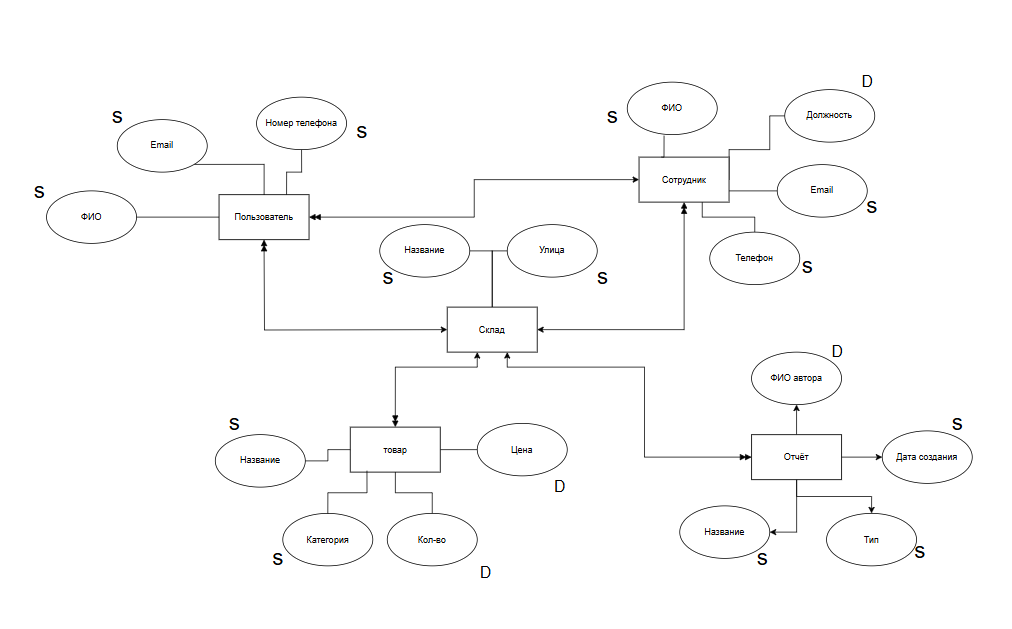 D
ФИО
Должность
S
S
Номер телефона
S
Email
S
ФИО
Пользователь
Сотрудник
Email
S
Название
Улица
S
S
Телефон
S
Склад
D
ФИО автора
S
Название
товар
Цена
D
S
Отчёт
Дата создания
S
Категория
Кол-во
D
Название
S
Тип
S